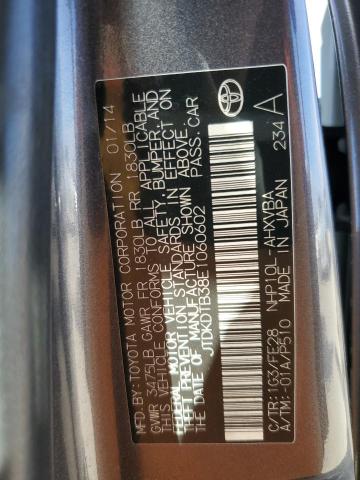 MFD.BY:TOYOTA MOTOR CORPORATION 01/14
GVWR 3475LB GAWR FR 1830LB RR 1830LB
THIS VEHICLE CONFORMS TO ALL APPLICABLE
FEDERAL MOTOR VEHICLE SAFETY, BUMPER, AND
THEFT PREVENTION STANDARDS IN EFFECT ON
THE DATE OF MANUFACTURE SHOWN ABOVE.
JTDKDTB38E1060602 PASS.CAR
C/TR:1G3/FE28 NHP10L-AHXVBA
A/TM:-01A/P510 MADE IN JAPAN 234A
TOYOTA